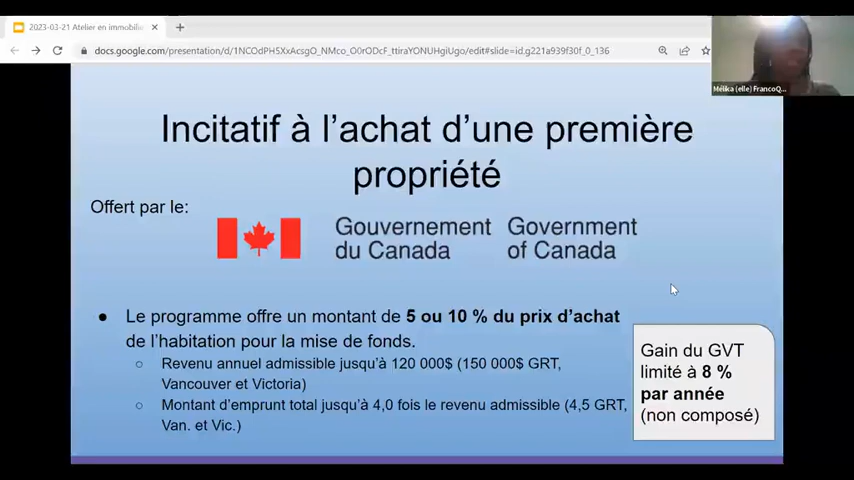 2023-03-21 Atelier en immobilie
docs.google.com/presentation/d/1NCOdPH5XxAcsgO_NMco_O0rODcF_ttiraYONUHgiUgo/edit#slide=id.g221a939f30f_0_136
Mélika (elle) FrancoQ...
Incitatif à l'achat d'une première
propriété
Offert par le:
Gouvernement
du Canada
Government
of Canada
● Le programme offre un montant de 5 ou 10 % du prix d'achat
de l'habitation pour la mise de fonds.
○ Revenu annuel admissible jusqu'à 120 000$ (150 000$ GRT,
Vancouver et Victoria)
○ Montant d'emprunt total jusqu'à 4,0 fois le revenu admissible (4,5 GRT,
Van. et Vic.)
Gain du GVT
limité à 8 %
par année
(non composé)